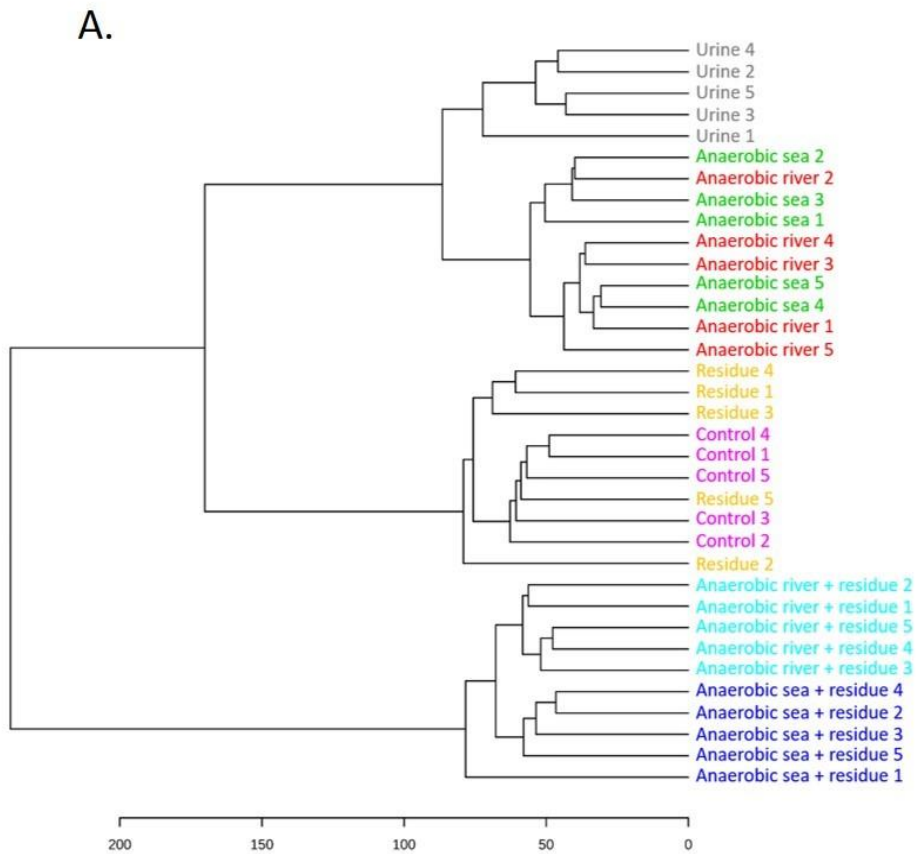 A.
Urine 4
Urine 2
Urine 5
Urine 3
Urine 1
Anaerobic sea 2
Anaerobic river 2
Anaerobic sea 3
Anaerobic sea 1
Anaerobic river 4
Anaerobic river 3
Anaerobic sea 5
Anaerobic sea 4
Anaerobic river 1
Anaerobic river 5
Residue 4
Residue 1
Residue 3
Control 4
Control 1
Control 5
Residue 5
Control 3
Control 2
Residue 2
Anaerobic river + residue 2
Anaerobic river + residue 1
Anaerobic river + residue 5
Anaerobic river + residue 4
Anaerobic river + residue 3
Anaerobic sea + residue 4
Anaerobic sea + residue 2
Anaerobic sea + residue 3
Anaerobic sea + residue 5
Anaerobic sea + residue 1
200 150 100 50 0